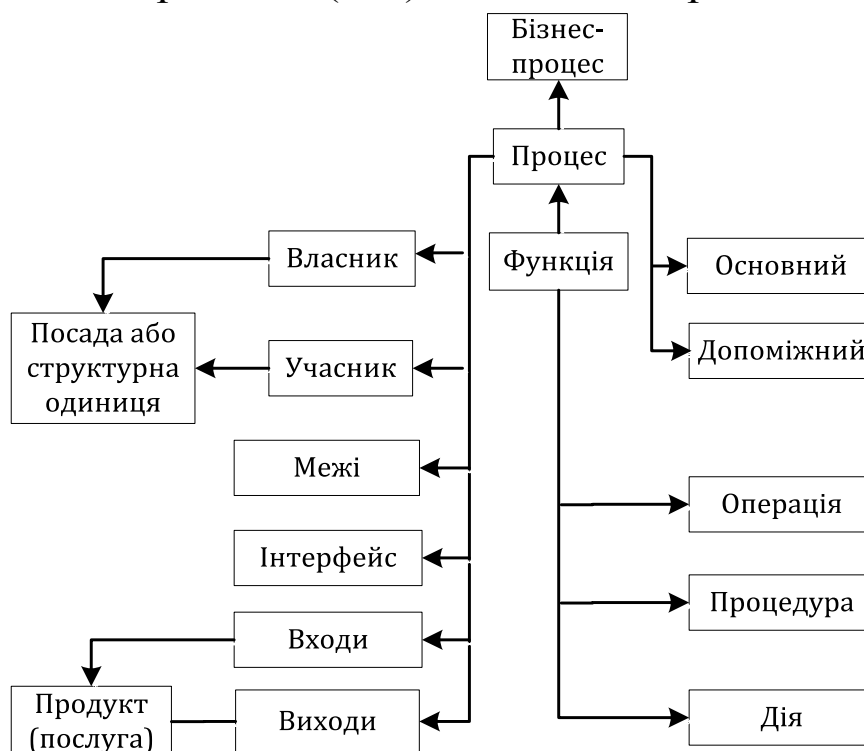 Бізнес-
процес
Процес
Власник
Функція
Основний
Посада або
структурна
одиниця
Учасник
Допоміжний
Межі
Операція
Інтерфейс
Процедура
Входи
Продукт
(послуга)
Виходи
Дія